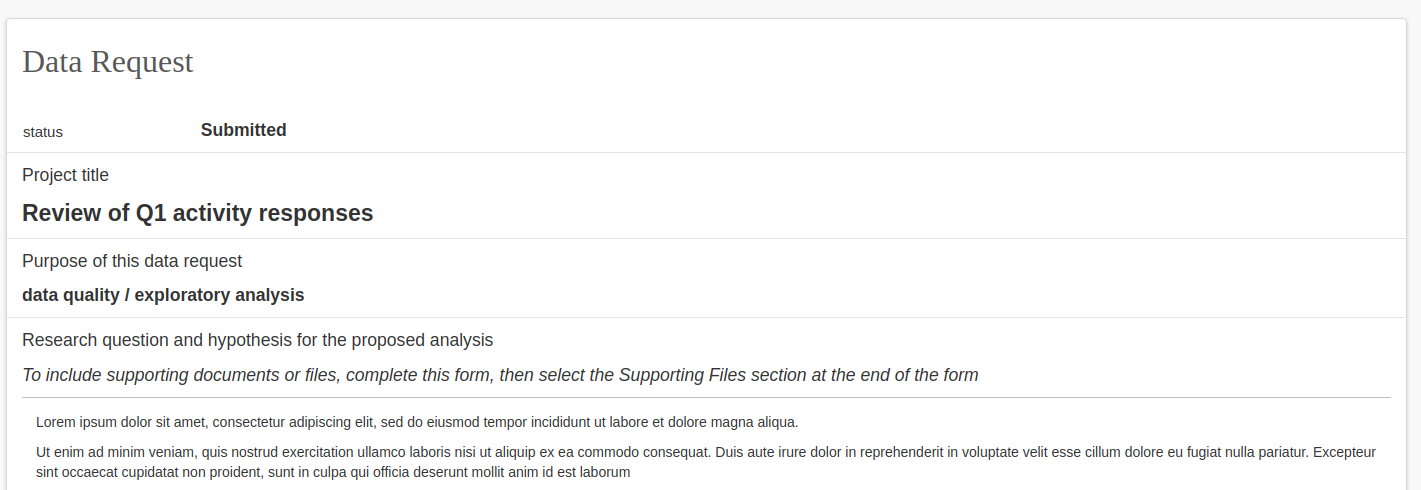 Data Request
status Submitted
Project title
Review of Q1 activity responses
Purpose of this data request
data quality / exploratory analysis
Research question and hypothesis for the proposed analysis
To include supporting documents or files, complete this form, then select the Supporting Files section at the end of the form
Lorem ipsum dolor sit amet, consectetur adipiscing elit, sed do eiusmod tempor incididunt ut labore et dolore magna aliqua.
Ut enim ad minim veniam, quis nostrud exercitation ullamco laboris nisi ut aliquip ex ea commodo consequat. Duis aute irure dolor in reprehenderit in voluptate velit esse cillum dolore eu fugiat nulla pariatur. Excepteur
sint occaecat cupidatat non proident, sunt in culpa qui officia deserunt mollit anim id est laborum